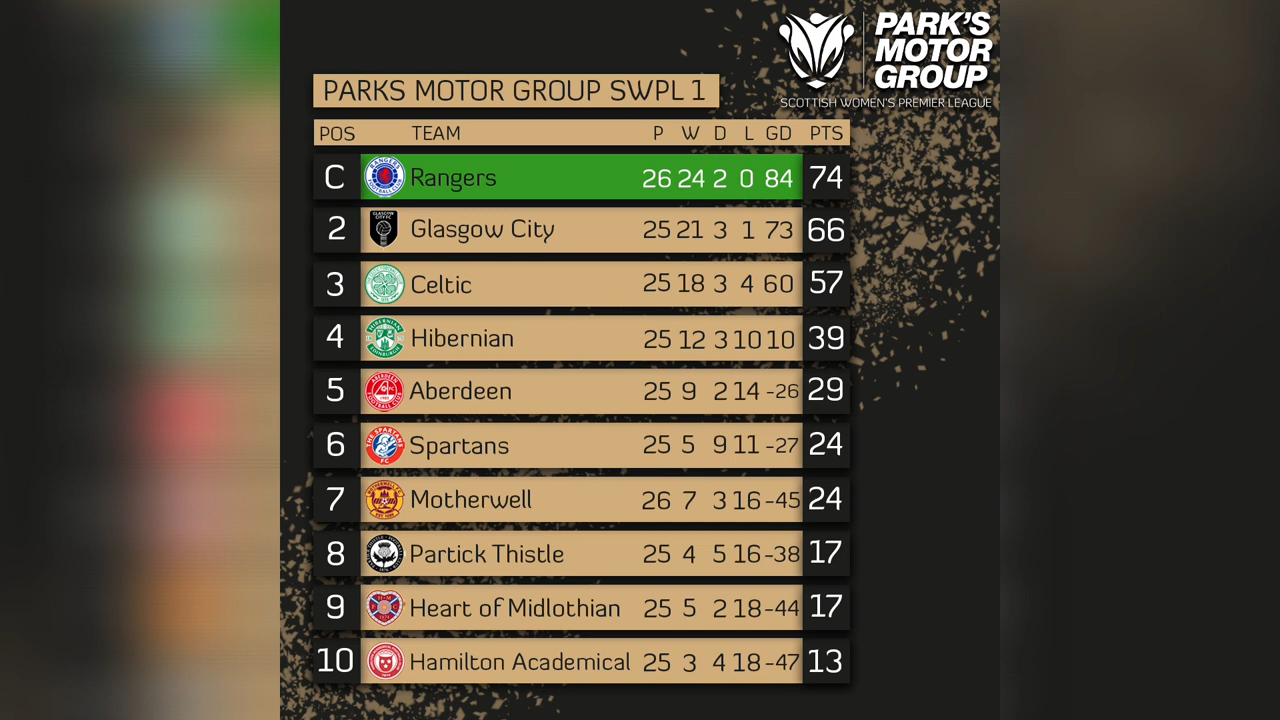 PARK'S
MOTOR
GROUP
SCOTTISH WOMEN'S PREMIER LEAGUE
PARKS MOTOR GROUP SWPL 1
POS TEAM P W D L GD PTS
C Rangers 26 24 2 0 84 74
2 Glasgow City 25 21 3 1 73 66
3 Celtic 25 18 3 4 60 57
4 Hibernian 25 12 3 10 10 39
5 Aberdeen 25 9 2 14 -26 29
6 Spartans 25 5 9 11 -27 24
7 Motherwell 26 7 3 16 -45 24
8 Partick Thistle 25 4 5 16 -38 17
9 Heart of Midlothian 25 5 2 18 -44 17
10 Hamilton Academical 25 3 4 18 -47 13